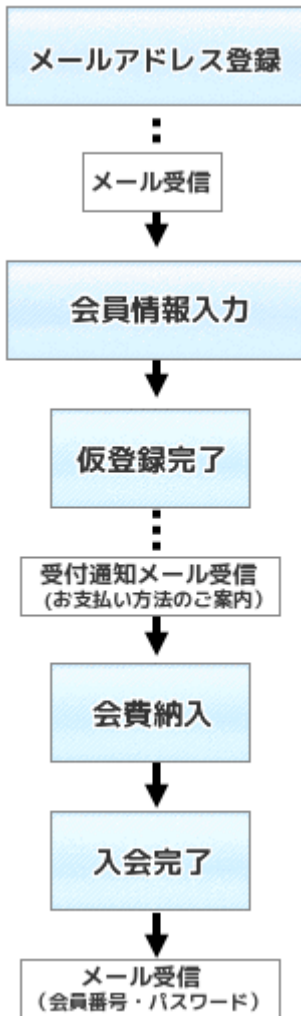 メールアドレス登録
メール受信
会員情報入力
仮登録完了
受付通知メール受信
(お支払い方法のご案内)
会費納入
入会完了
メール受信
(会員番号・パスワード)